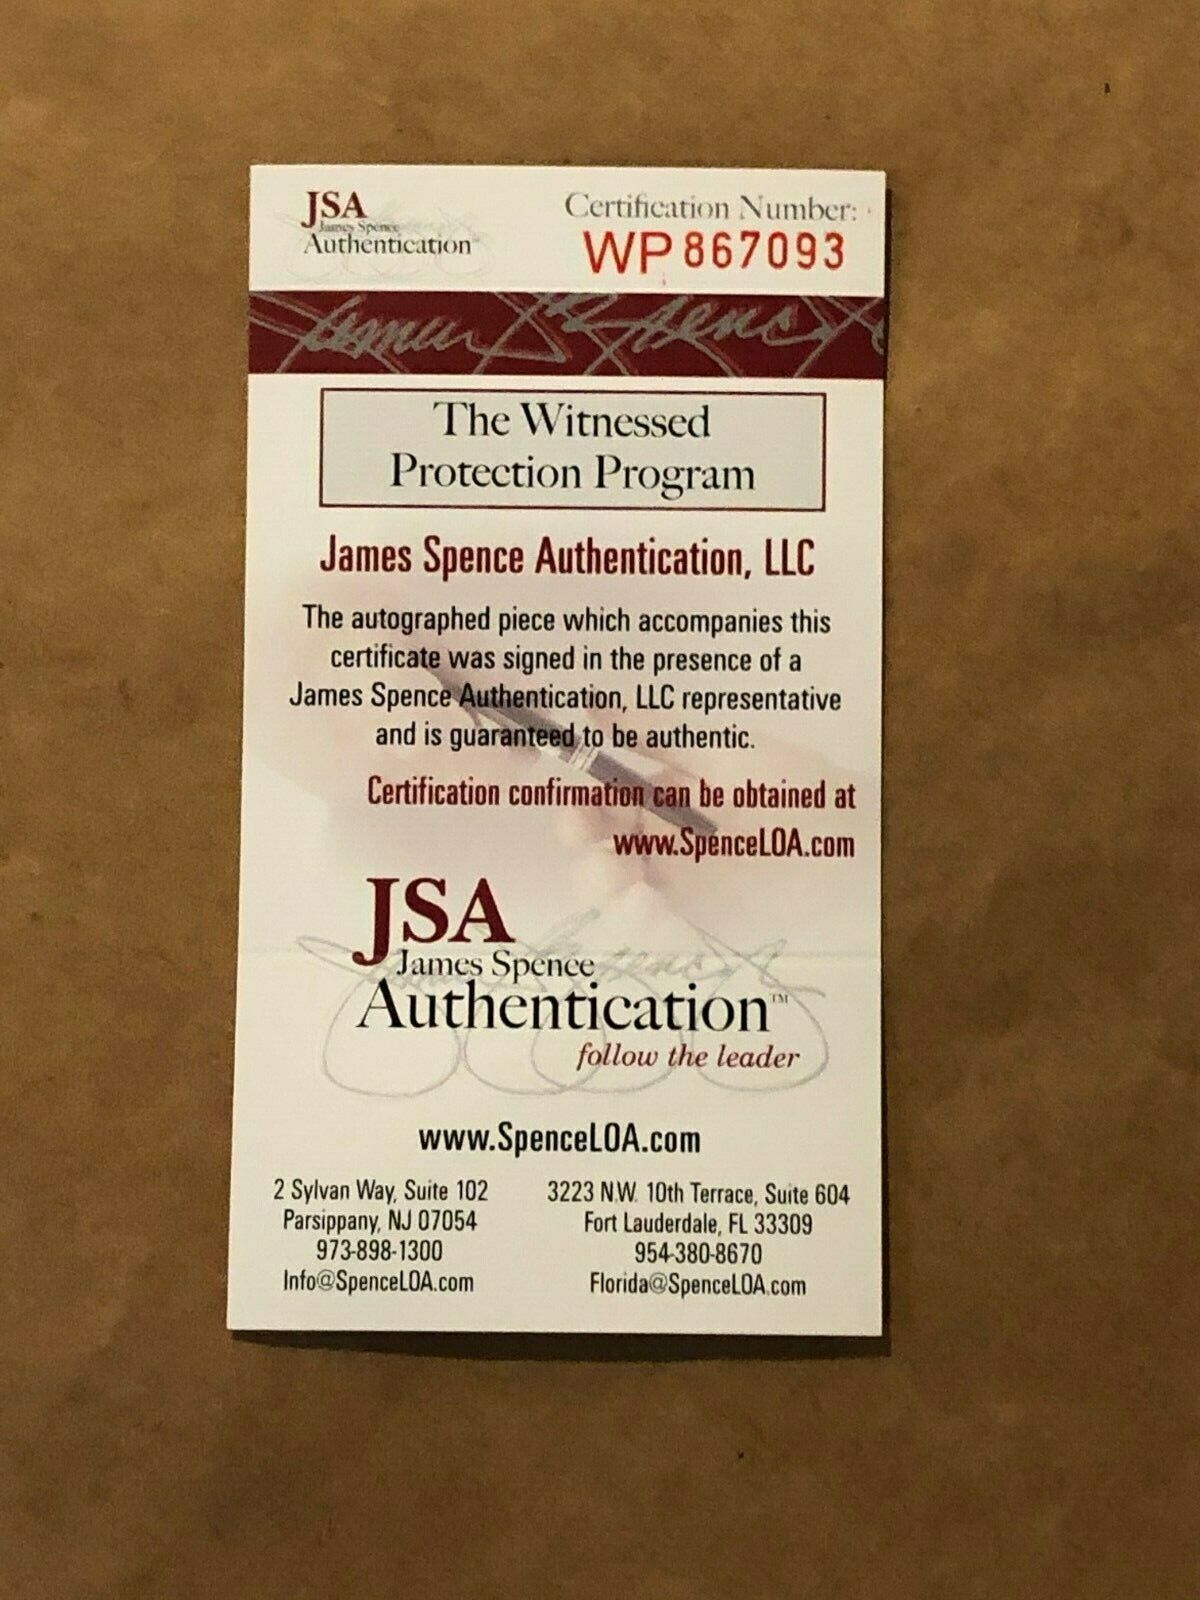 JSA
James Spence
Authentication
Certification Number:
WP 867093
James Spence
The Witnessed
Protection Program
James Spence Authentication, LLC
The autographed piece which accompanies this
certificate was signed in the presence of a
James Spence Authentication, LLC representative
and is guaranteed to be authentic.
Certification confirmation can be obtained at
www.SpenceLOA.com
JSA
James Spence
Authentication™
follow the leader
www.SpenceLOA.com
2 Sylvan Way, Suite 102
Parsippany, NJ 07054
973-898-1300
Info@SpenceLOA.com
3223 N.W. 10th Terrace, Suite 604
Fort Lauderdale, FL 33309
954-380-8670
Florida@SpenceLOA.com